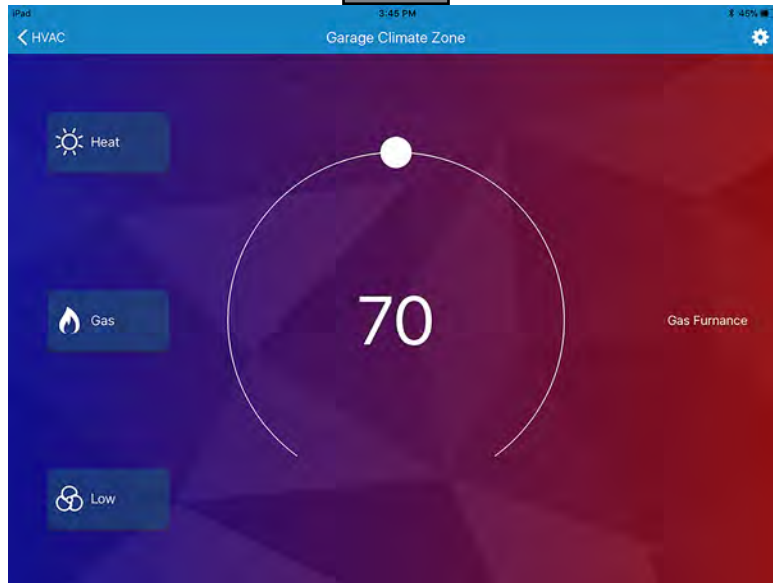 iPad 3:45 PM 45%
HVAC Garage Climate Zone
Heat
70
Gas
Gas Furnance
Low